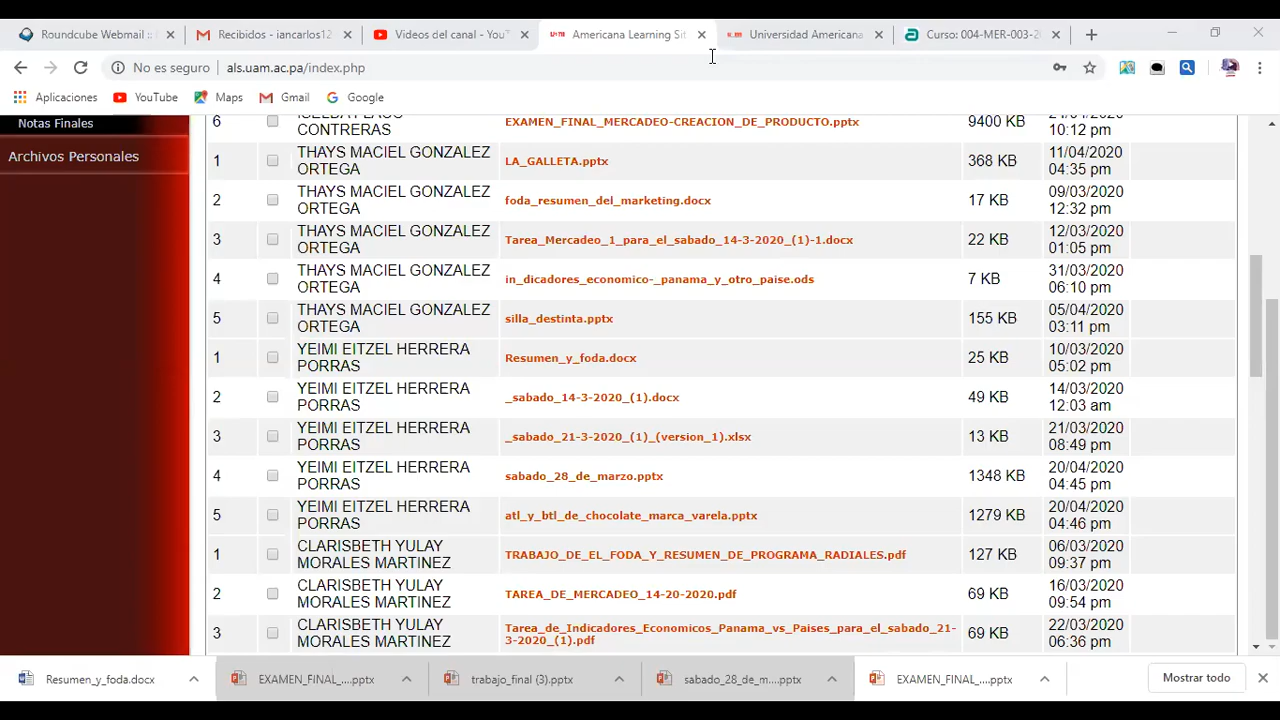 Roundcube Webmail ::
Recibidos - iancarlos12
Videos del canal - YouT
Americana Learning Sit
Universidad Americana
Curso: 004-MER-003-2
No es seguro | als.uam.ac.pa/index.php
Aplicaciones YouTube Maps Gmail Google
Notas Finales
Archivos Personales
6 CONTRERAS EXAMEN_FINAL_MERCADEO-CREACION_DE_PRODUCTO.pptx 9400 KB 10:12 pm
1 THAYS MACIEL GONZALEZ ORTEGA LA_GALLETA.pptx 368 KB 11/04/2020 04:35 pm
2 THAYS MACIEL GONZALEZ ORTEGA foda_resumen_del_marketing.docx 17 KB 09/03/2020 12:32 pm
3 THAYS MACIEL GONZALEZ ORTEGA Tarea_Mercadeo_1_para_el_sabado_14-3-2020_(1)-1.docx 22 KB 12/03/2020 01:05 pm
4 THAYS MACIEL GONZALEZ ORTEGA in_dicadores_economico-_panama_y_otro_paise.ods 7 KB 31/03/2020 06:10 pm
5 THAYS MACIEL GONZALEZ ORTEGA silla_destinta.pptx 155 KB 05/04/2020 03:11 pm
1 YEIMI EITZEL HERRERA PORRAS Resumen_y_foda.docx 25 KB 10/03/2020 05:02 pm
2 YEIMI EITZEL HERRERA PORRAS _sabado_14-3-2020_(1).docx 49 KB 14/03/2020 12:03 am
3 YEIMI EITZEL HERRERA PORRAS _sabado_21-3-2020_(1)_(version_1).xlsx 13 KB 21/03/2020 08:49 pm
4 YEIMI EITZEL HERRERA PORRAS sabado_28_de_marzo.pptx 1348 KB 20/04/2020 04:45 pm
5 YEIMI EITZEL HERRERA PORRAS atl_y_btl_de_chocolate_marca_varela.pptx 1279 KB 20/04/2020 04:46 pm
1 CLARISBETH YULAY MORALES MARTINEZ TRABAJO_DE_EL_FODA_Y_RESUMEN_DE_PROGRAMA_RADIALES.pdf 127 KB 06/03/2020 09:37 pm
2 CLARISBETH YULAY MORALES MARTINEZ TAREA_DE_MERCADEO_14-20-2020.pdf 69 KB 16/03/2020 09:54 pm
3 CLARISBETH YULAY MORALES MARTINEZ Tarea_de_Indicadores_Economicos_Panama_vs_Paises_para_el_sabado_21-3-2020_(1).pdf 69 KB 22/03/2020 06:36 pm
Resumen_y_foda.docx
EXAMEN_FINAL_....pptx
trabajo_final (3).pptx
sabado_28_de_m....pptx
EXAMEN_FINAL_....pptx
Mostrar todo